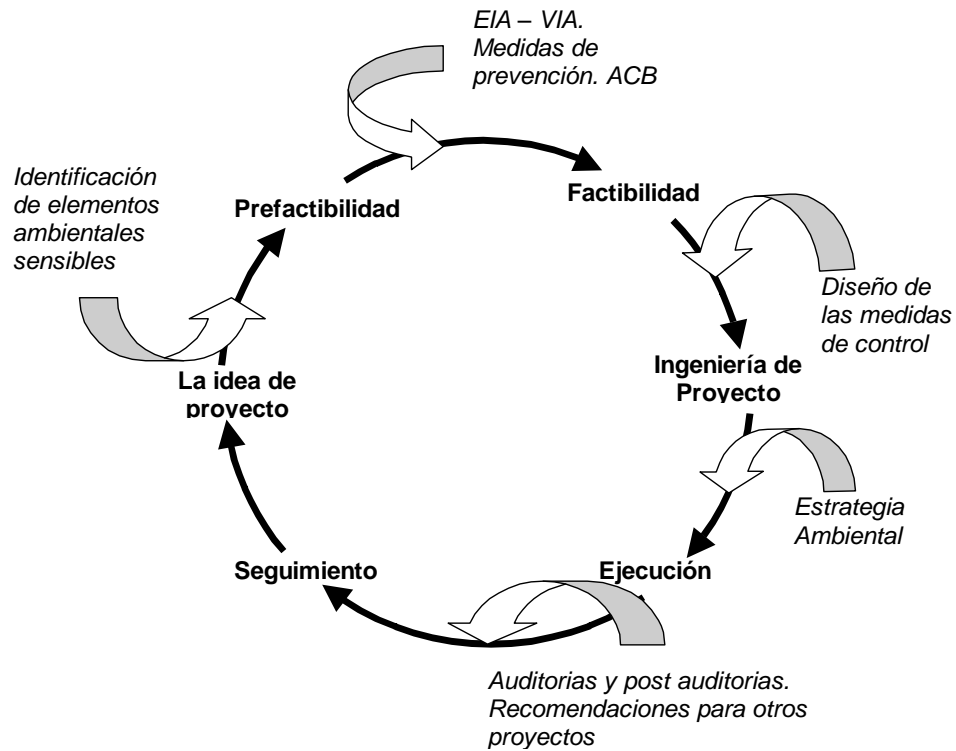 EIA – VIA.
Medidas de
prevención. ACB
Identificación
de elementos
ambientales
sensibles
Prefactibilidad
Factibilidad
Diseño de
las medidas
de control
La idea de
proyecto
Ingeniería de
Proyecto
Estrategia
Ambiental
Seguimiento
Ejecución
Auditorias y post auditorias.
Recomendaciones para otros
proyectos